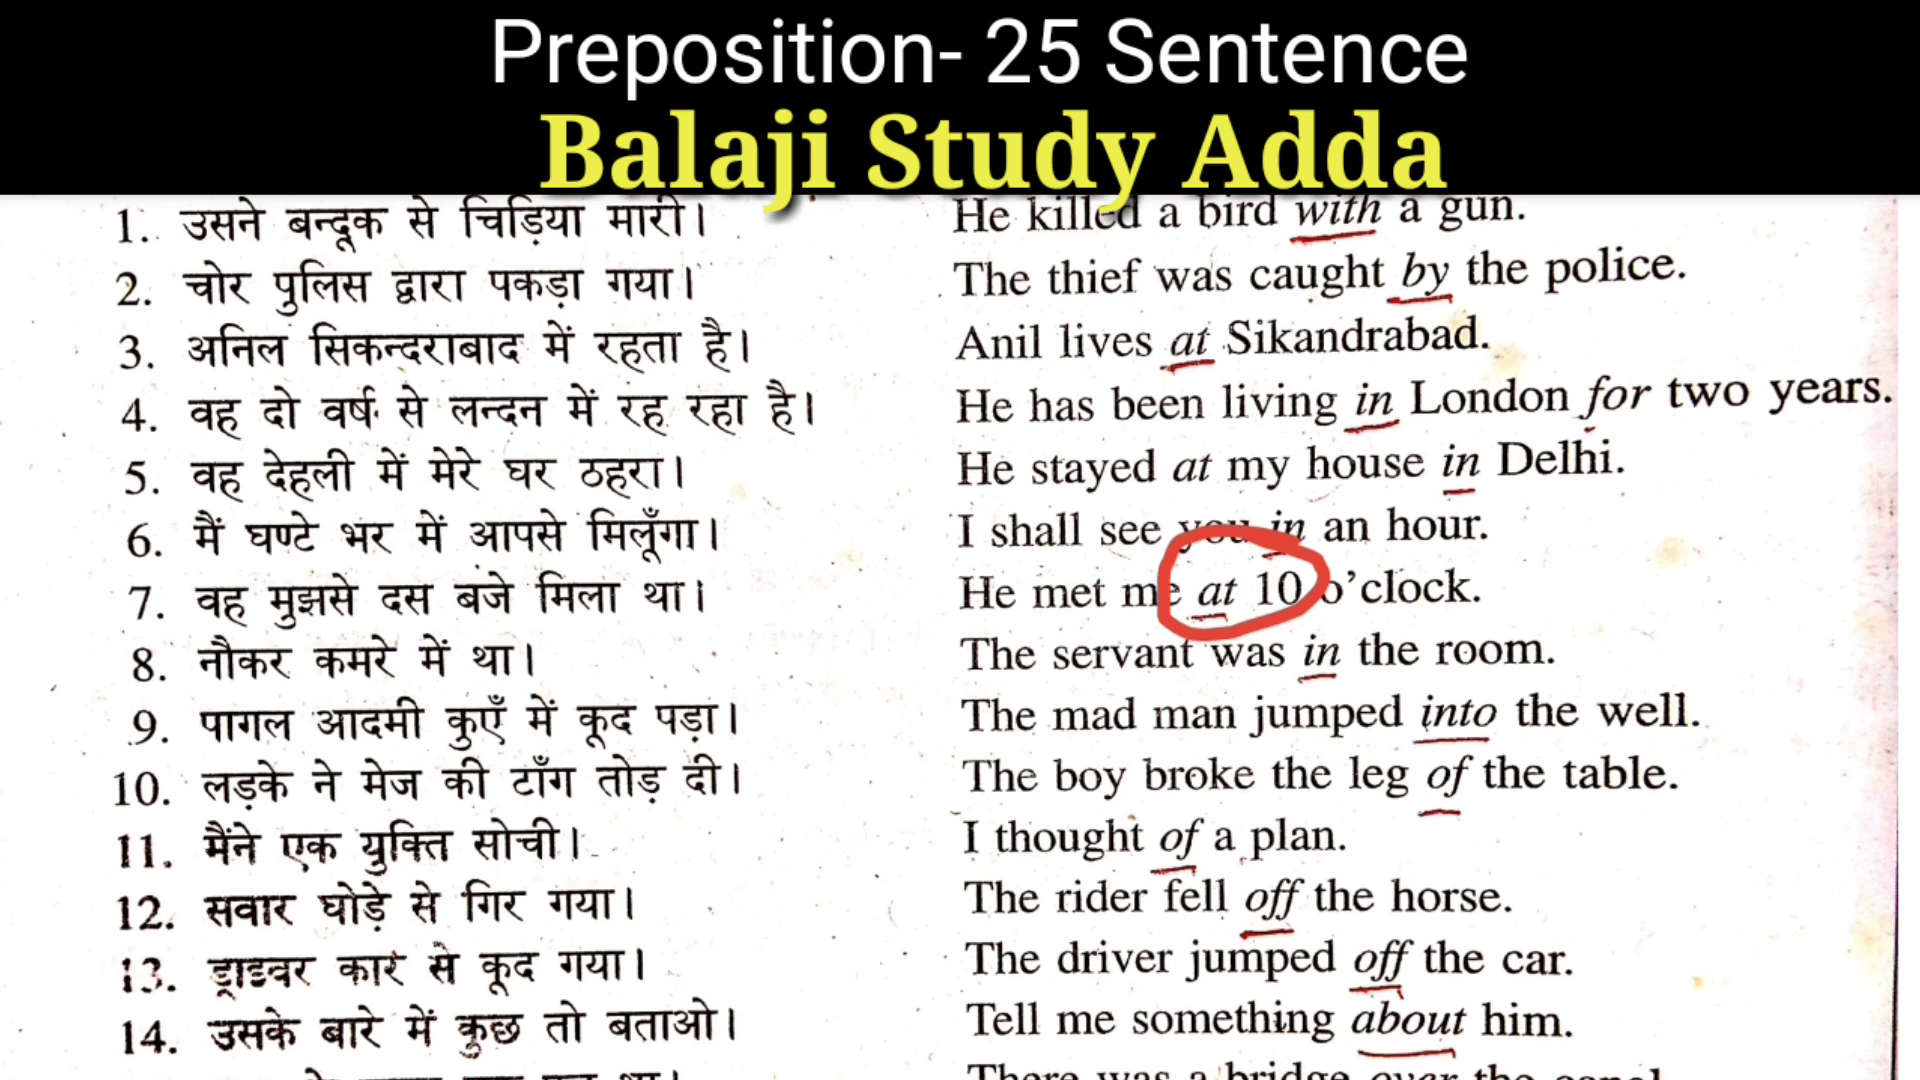 Preposition- 25 Sentence
Balaji Study Adda
1. उसने बन्दूक से चिड़िया मारी। He killed a bird with a gun.
2. चोर पुलिस द्वारा पकड़ा गया। The thief was caught by the police.
3. अनिल सिकन्दराबाद में रहता है। Anil lives at Sikandrabad.
4. वह दो वर्ष से लन्दन में रह रहा है। He has been living in London for two years.
5. वह देहली में मेरे घर ठहरा। He stayed at my house in Delhi.
6. मैं घण्टे भर में आपसे मिलूँगा। I shall see you in an hour.
7. वह मुझसे दस बजे मिला था। He met me at 10 o’clock.
8. नौकर कमरे में था। The servant was in the room.
9. पागल आदमी कुएँ में कूद पड़ा। The mad man jumped into the well.
10. लड़के ने मेज की टाँग तोड़ दी। The boy broke the leg of the table.
11. मैंने एक युक्ति सोची। I thought of a plan.
12. सवार घोड़े से गिर गया। The rider fell off the horse.
13. ड्राइवर कार से कूद गया। The driver jumped off the car.
14. उसके बारे में कुछ तो बताओ। Tell me something about him.
There was a bridge over the canal